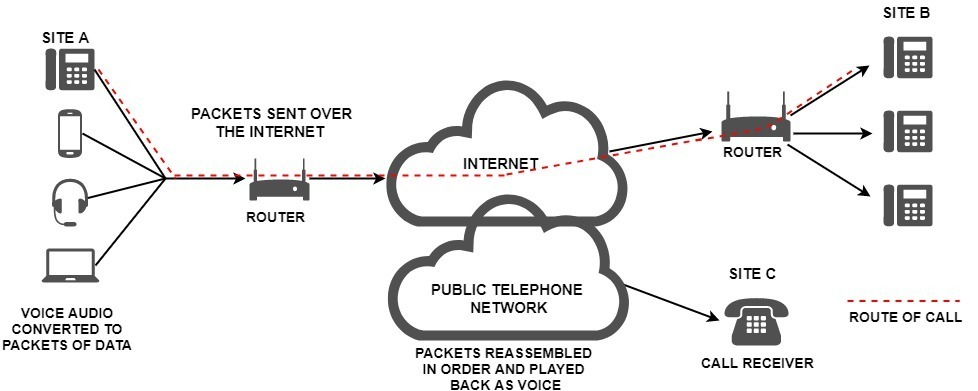 SITE A
PACKETS SENT OVER
THE INTERNET
ROUTER
VOICE AUDIO
CONVERTED TO
PACKETS OF DATA
INTERNET
PUBLIC TELEPHONE
NETWORK
PACKETS REASSEMBLED
IN ORDER AND PLAYED
BACK AS VOICE
SITE B
ROUTER
SITE C
CALL RECEIVER
ROUTE OF CALL